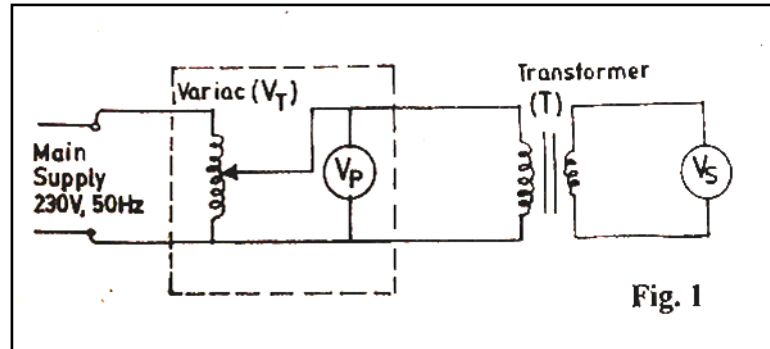 Variac (V_T)
Transformer
(T)
Main
Supply
230V, 50Hz
V_P
V_S
Fig. 1